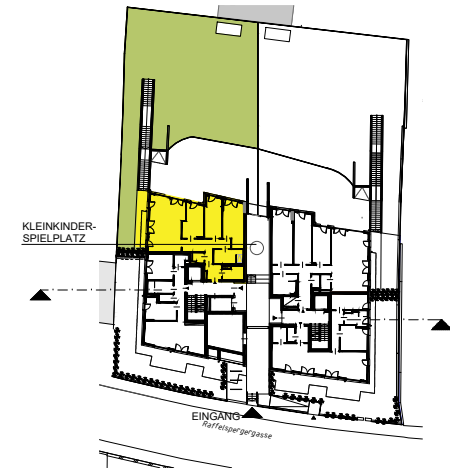 KLEINKINDER-
SPIELPLATZ
EINGANG
Raffelspergergasse